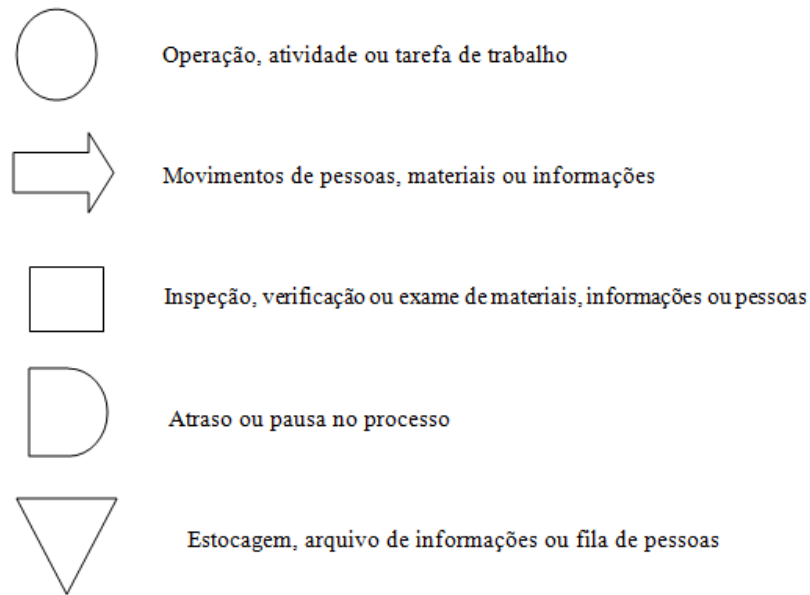 Operação, atividade ou tarefa de trabalho
Movimentos de pessoas, materiais ou informações
Inspeção, verificação ou exame de materiais, informações ou pessoas
Atraso ou pausa no processo
Estocagem, arquivo de informações ou fila de pessoas